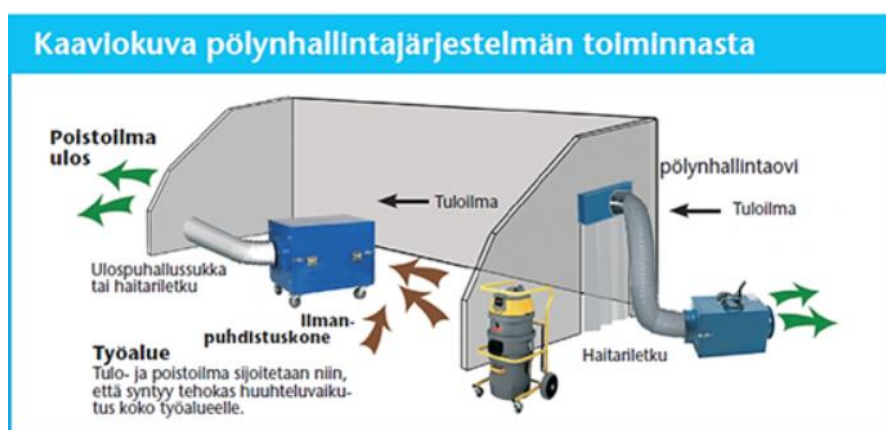 Kaaviokuva pölynhallintajärjestelmän toiminnasta
Poistoilma
ulos
pölynhallintaovi
Tuloilma
Tuloilma
Ulospuhallussukka
tai haitariletku
Ilman-
puhdistuskone
Haitariletku
Työalue
Tulo- ja poistoilma sijoitetaan niin,
että syntyy tehokas huuhteluvaiku-
tus koko työalueelle.